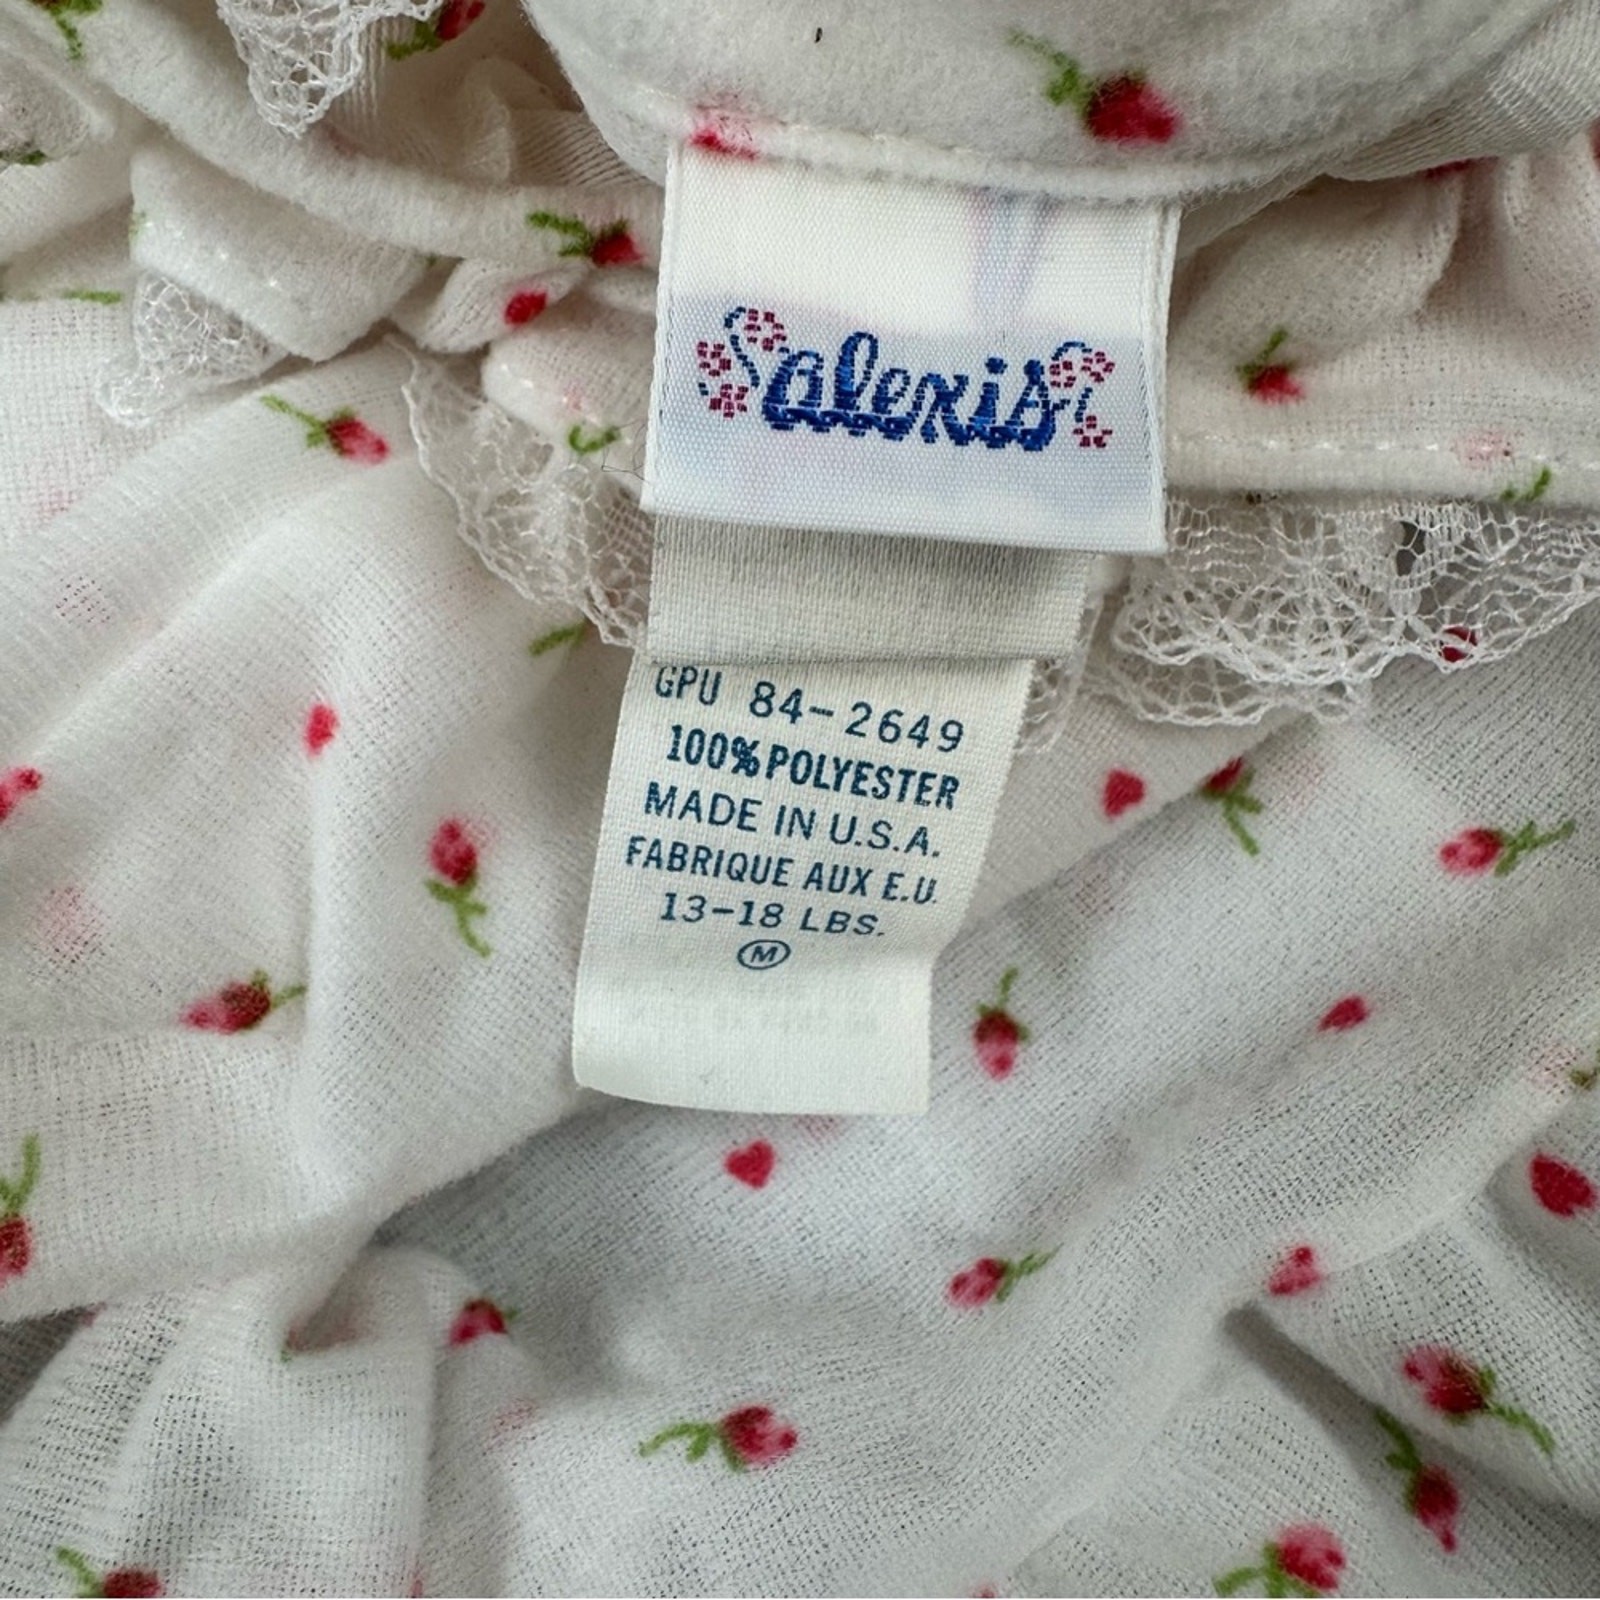 alexis
GPU 84-2649
100% POLYESTER
MADE IN U.S.A.
FABRIQUE AUX E.U.
13-18 LBS.
M